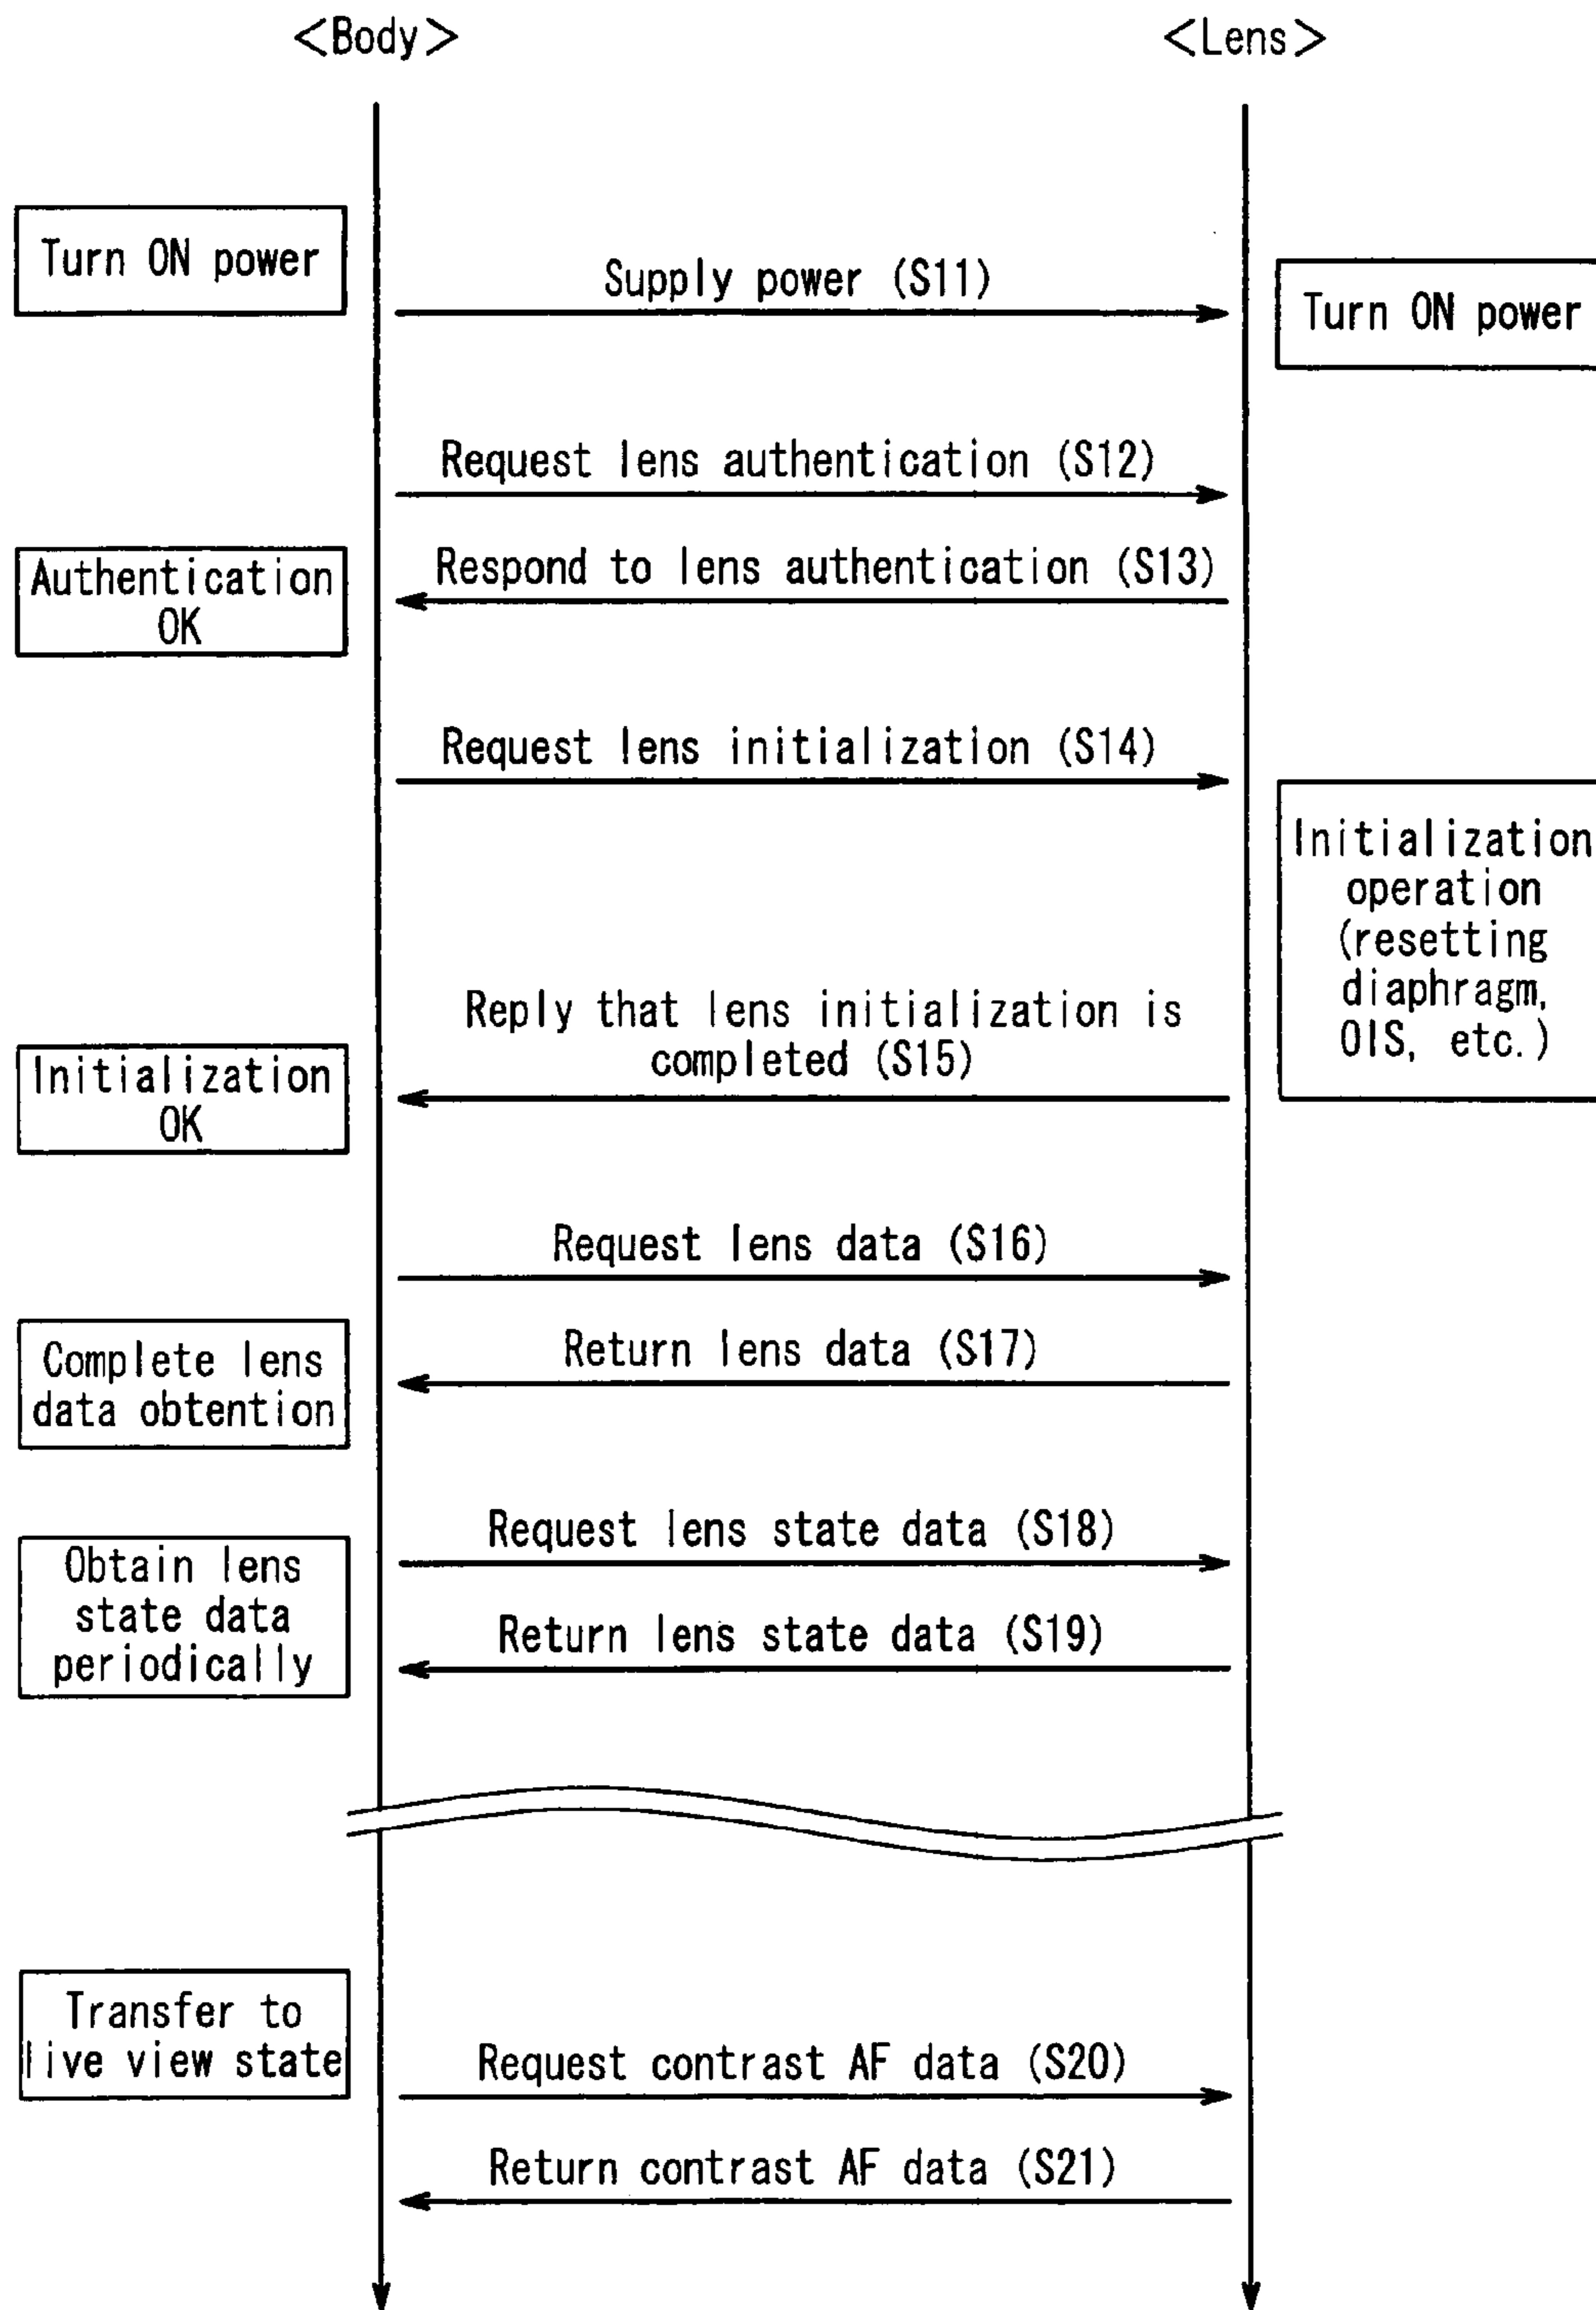 <Body>
<Lens>
Turn ON power
Supply power (S11)
Turn ON power
Request lens authentication (S12)
Respond to lens authentication (S13)
Authentication
OK
Request lens initialization (S14)
Initialization
operation
(resetting
diaphragm,
OIS, etc.)
Reply that lens initialization is
completed (S15)
Initialization
OK
Request lens data (S16)
Return lens data (S17)
Complete lens
data obtention
Request lens state data (S18)
Obtain lens
state data
periodically
Return lens state data (S19)
Transfer to
live view state
Request contrast AF data (S20)
Return contrast AF data (S21)